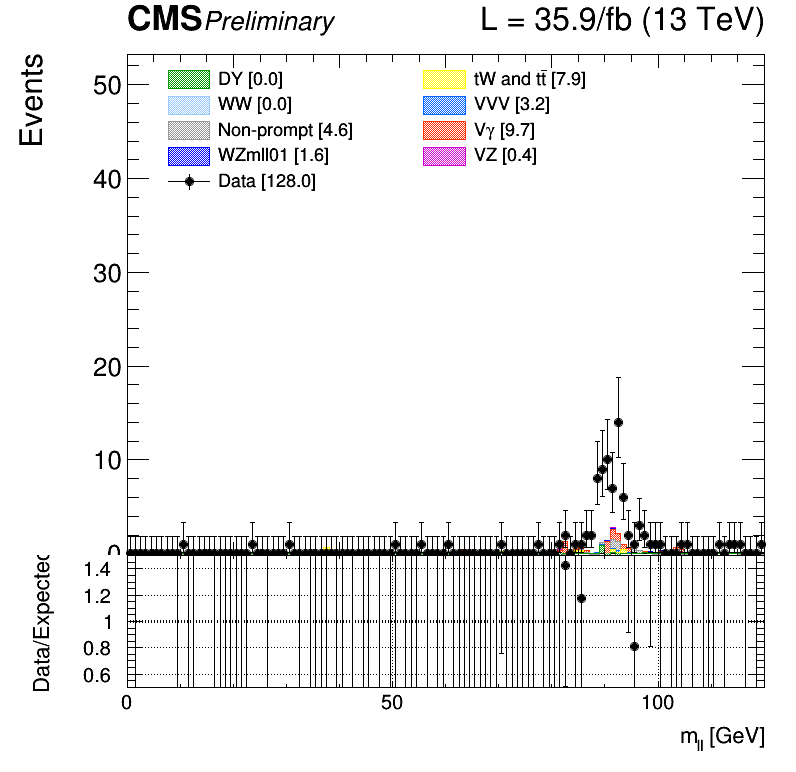 CMS Preliminary L = 35.9/fb (13 TeV)
Events
50
40
30
20
10
0
DY [0.0]
WW [0.0]
Non-prompt [4.6]
WZmll01 [1.6]
Data [128.0]
tW and tt̄ [7.9]
VVV [3.2]
Vγ [9.7]
VZ [0.4]
Data/Expected
1.4
1.2
1
0.8
0.6
0 50 100
m_ll [GeV]